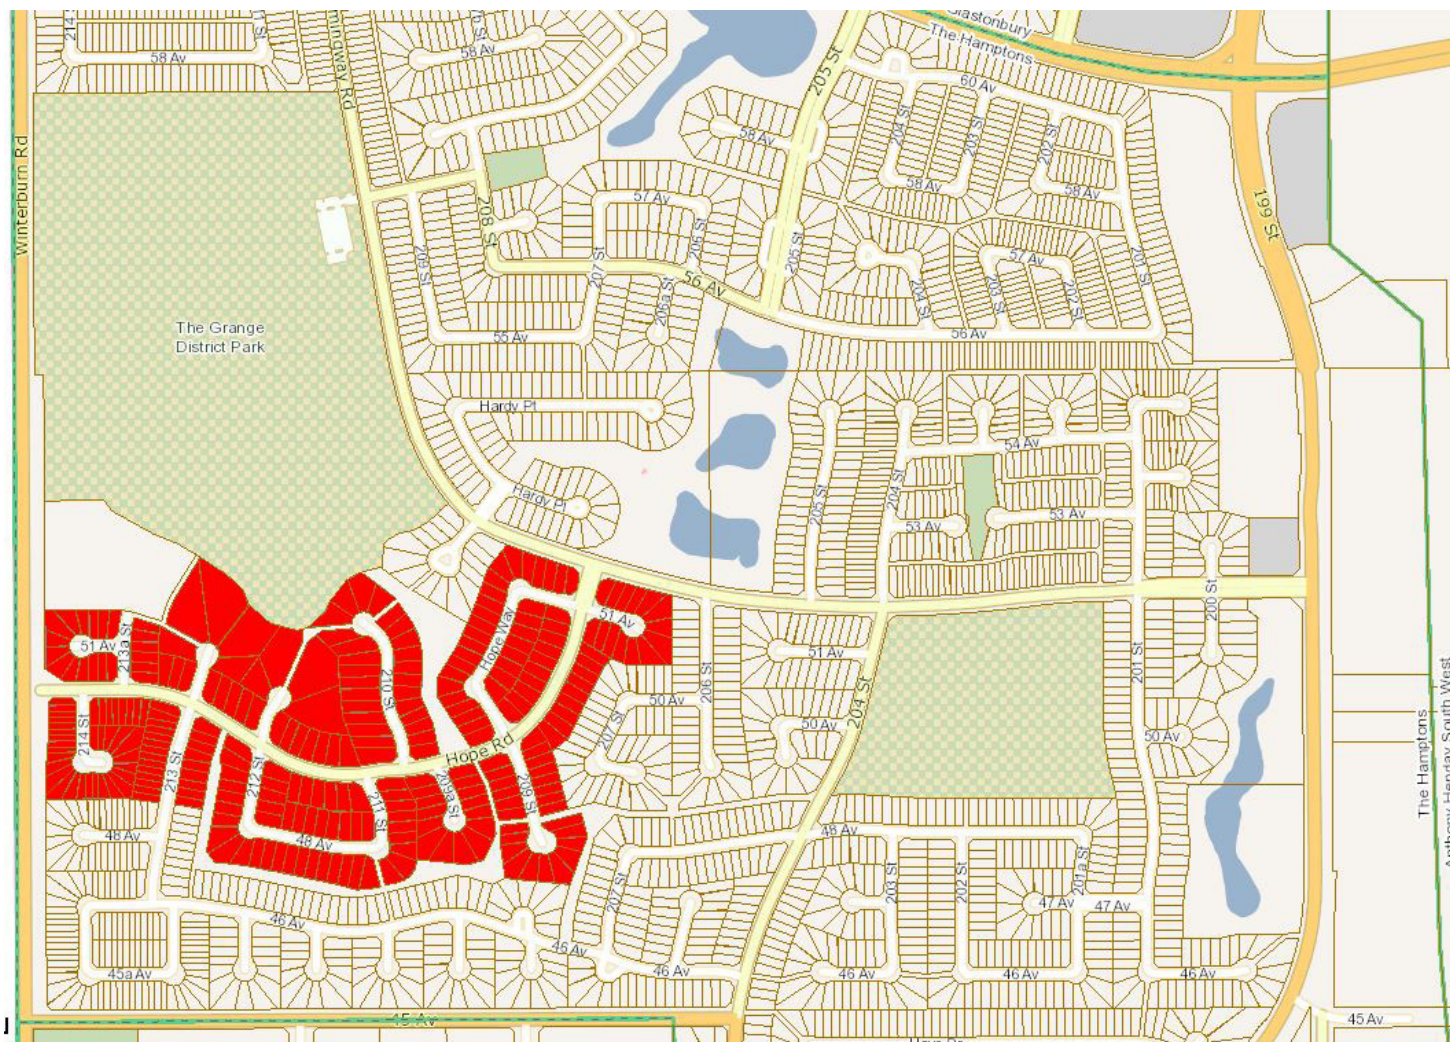 Glastonbury
The Hamptons
214
58 Av
58 Av
205 St
60 Av
Winterburn Rd
58 Av
204 St
203 St
202 St
58 Av
58 Av
199 St
57 Av
208 St
206 St
205 St
201 St
57 Av
209 St
207 St
56 Av
206a St
204 St
203 St
202 St
The Grange
District Park
55 Av
56 Av
Hardy Pt
54 Av
Hardy Pt
205 St
204 St
53 Av
53 Av
200 St
51 Av
Hope Way
51 Av
213a St
51 Av
201 St
206 St
210 St
50 Av
204 St
The Hamptons
Anthony Henday South West
214 St
207 St
50 Av
50 Av
Hope Rd
213 St
212 St
209a St
209 St
211 St
48 Av
48 Av
48 Av
207 St
203 St
202 St
201a St
47 Av
47 Av
46 Av
46 Av
45a Av
46 Av
46 Av
46 Av
46 Av
45 Av
45 Av